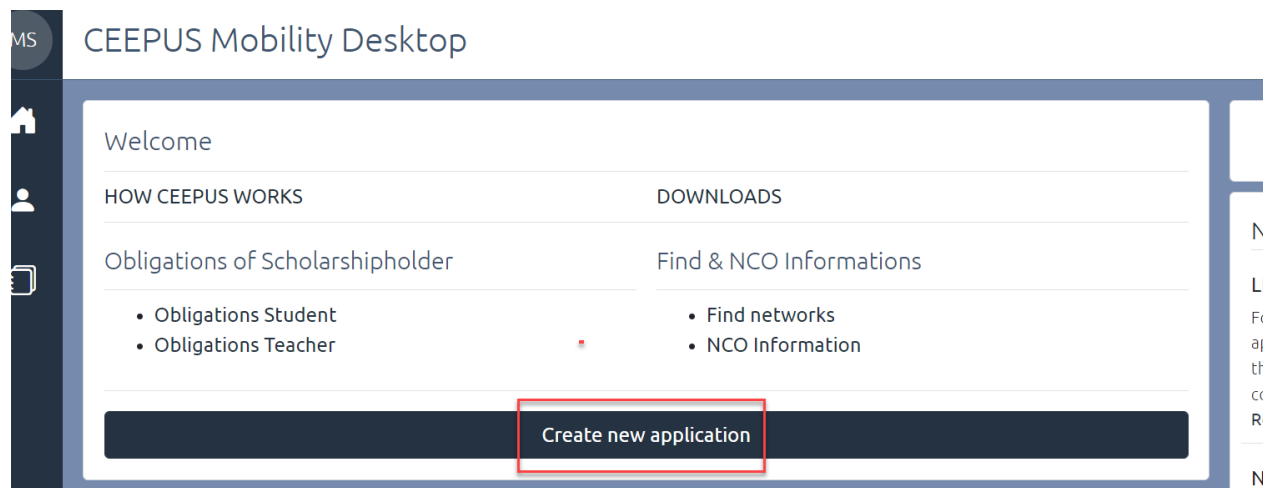 MS
CEEPUS Mobility Desktop
Welcome
HOW CEEPUS WORKS
DOWNLOADS
Obligations of Scholarshipholder
Find & NCO Informations
• Obligations Student
• Obligations Teacher
• Find networks
• NCO Information
Create new application